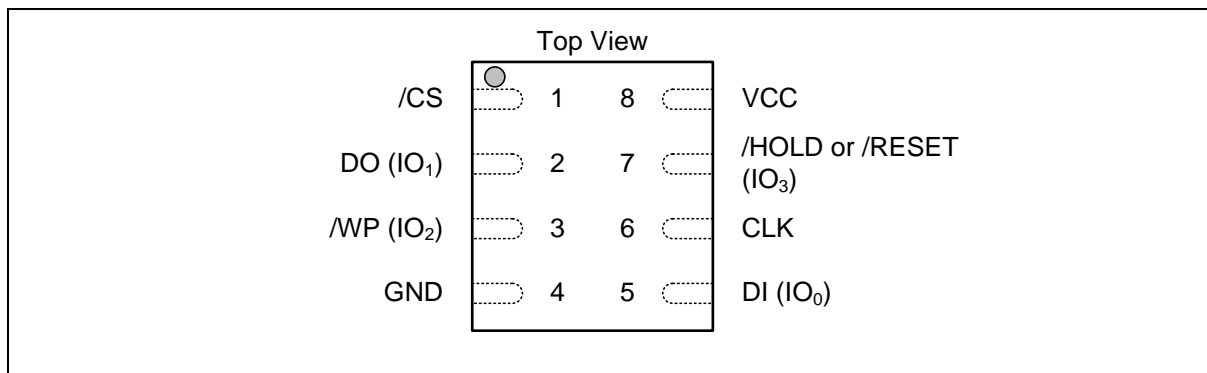 Top View
/CS 1 8 VCC
DO (IO₁) 2 7 /HOLD or /RESET
(IO₃)
/WP (IO₂) 3 6 CLK
GND 4 5 DI (IO₀)